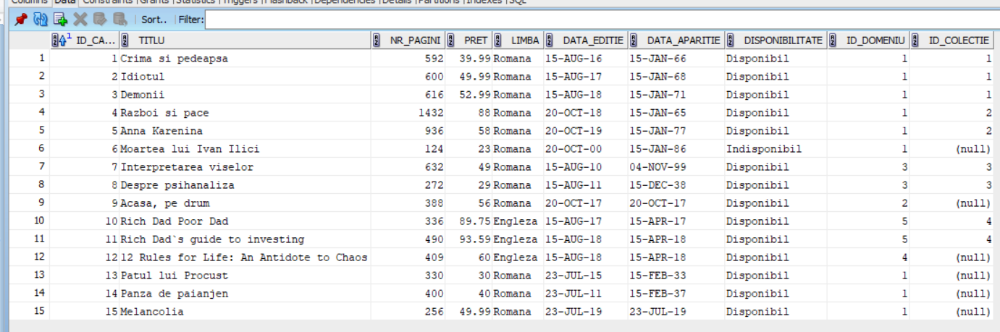 Columns Data Constraints Grants Statistics Triggers Flashback Dependencies Details Partitions Indexes SQL
Sort.. Filter:
ID_CA... TITLU NR_PAGINI PRET LIMBA DATA_EDITIE DATA_APARITIE DISPONIBILITATE ID_DOMENIU ID_COLECTIE
1 1 Crima si pedeapsa 592 39.99 Romana 15-AUG-16 15-JAN-66 Disponibil 1 1
2 2 Idiotul 600 49.99 Romana 15-AUG-17 15-JAN-68 Disponibil 1 1
3 3 Demonii 616 52.99 Romana 15-AUG-18 15-JAN-71 Disponibil 1 1
4 4 Razboi si pace 1432 88 Romana 20-OCT-18 15-JAN-65 Disponibil 1 2
5 5 Anna Karenina 936 58 Romana 20-OCT-19 15-JAN-77 Disponibil 1 2
6 6 Moartea lui Ivan Ilici 124 23 Romana 20-OCT-00 15-JAN-86 Indisponibil 1 (null)
7 7 Interpretarea viselor 632 49 Romana 15-AUG-10 04-NOV-99 Disponibil 3 3
8 8 Despre psihanaliza 272 29 Romana 15-AUG-11 15-DEC-38 Disponibil 3 3
9 9 Acasa, pe drum 388 56 Romana 20-OCT-17 20-OCT-17 Disponibil 2 (null)
10 10 Rich Dad Poor Dad 336 89.75 Engleza 15-AUG-17 15-APR-17 Disponibil 5 4
11 11 Rich Dad`s guide to investing 490 93.59 Engleza 15-AUG-18 15-APR-18 Disponibil 5 4
12 12 12 Rules for Life: An Antidote to Chaos 409 60 Engleza 15-AUG-18 15-APR-18 Disponibil 4 (null)
13 13 Patul lui Procust 330 30 Romana 23-JUL-15 15-FEB-33 Disponibil 1 (null)
14 14 Panza de paianjen 400 40 Romana 23-JUL-11 15-FEB-37 Disponibil 1 (null)
15 15 Melancolia 256 49.99 Romana 23-JUL-19 23-JUL-19 Disponibil 1 (null)